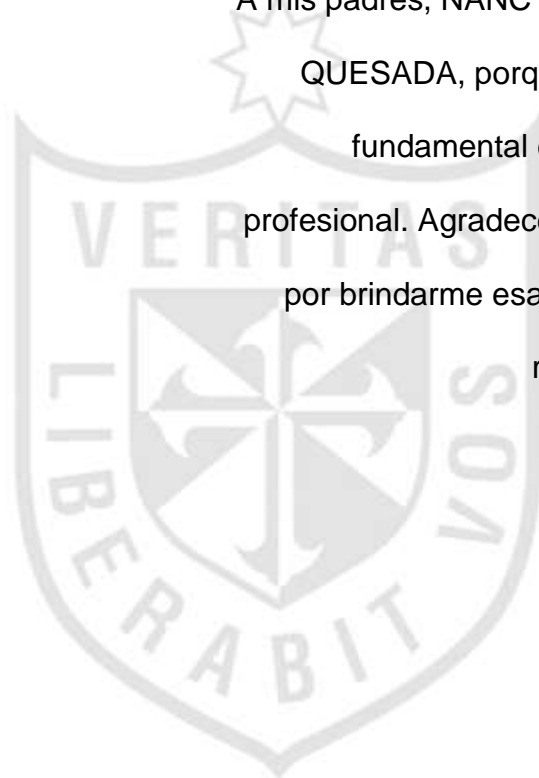 A mis padres, NANC
QUESADA, porq
fundamental
profesional. Agradec
por brindarme esa
VERITAS
LIBERABIT VOS